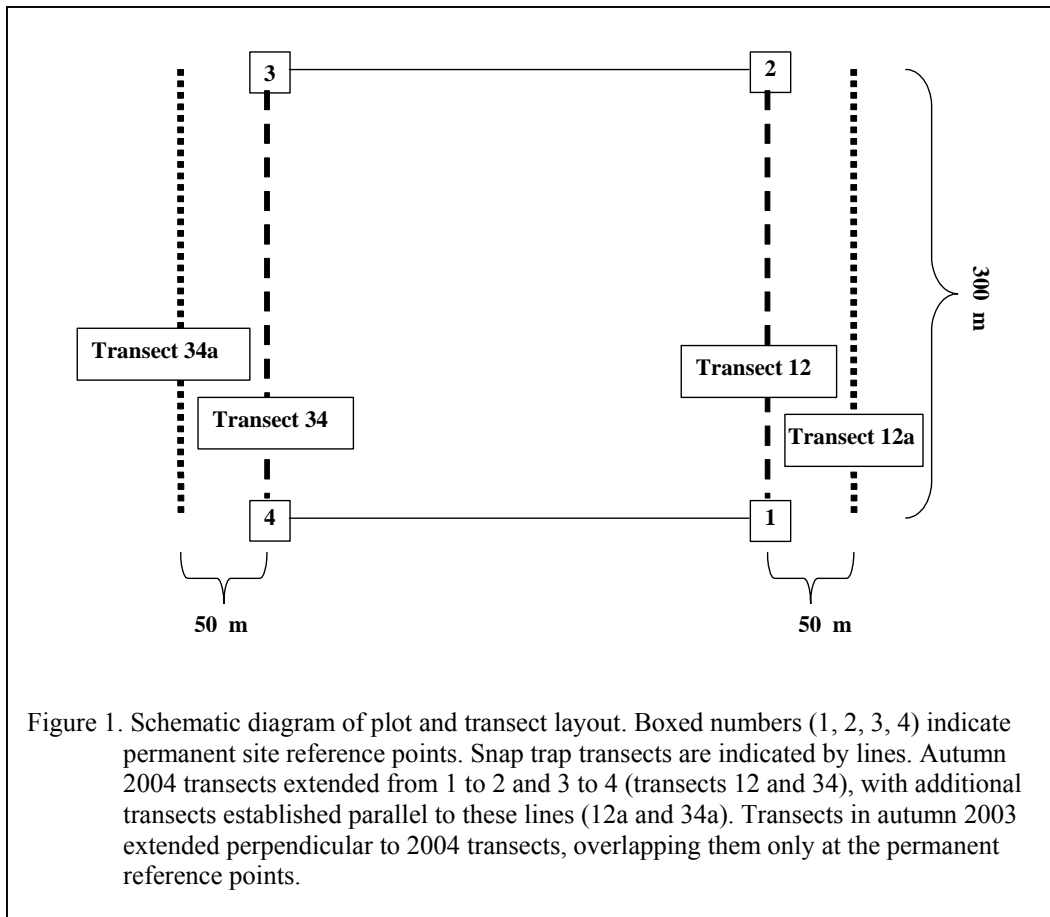 3
2
300 m
Transect 34a
Transect 12
Transect 34
Transect 12a
4
1
50 m
50 m
Figure 1. Schematic diagram of plot and transect layout. Boxed numbers (1, 2, 3, 4) indicate
permanent site reference points. Snap trap transects are indicated by lines. Autumn
2004 transects extended from 1 to 2 and 3 to 4 (transects 12 and 34), with additional
transects established parallel to these lines (12a and 34a). Transects in autumn 2003
extended perpendicular to 2004 transects, overlapping them only at the permanent
reference points.